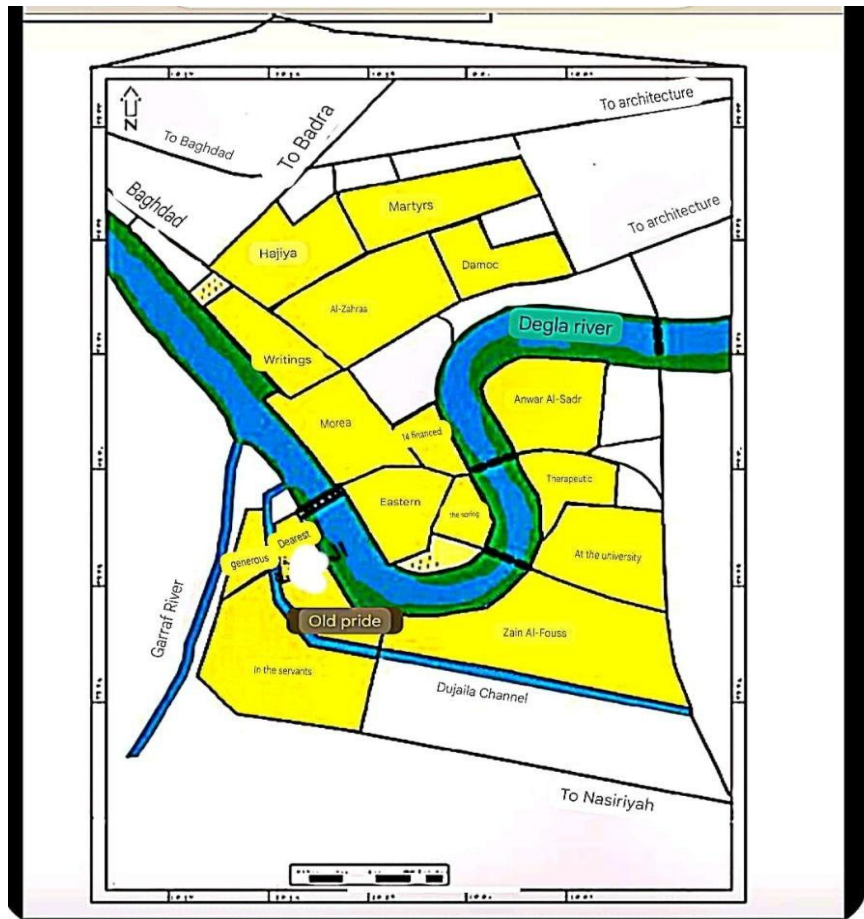 To architecture
To Badra
To Baghdad
N
Baghdad
Martyrs
To architecture
Hajiya
Damoc
Al-Zahraa
Degla river
Writings
Anwar Al-Sadr
Morea
14 financed
Therapeutic
Eastern
the spring
Dearest
At the university
generous
Garraf River
Old pride
Zain Al-Fouss
In the servants
Dujaila Channel
To Nasiriyah